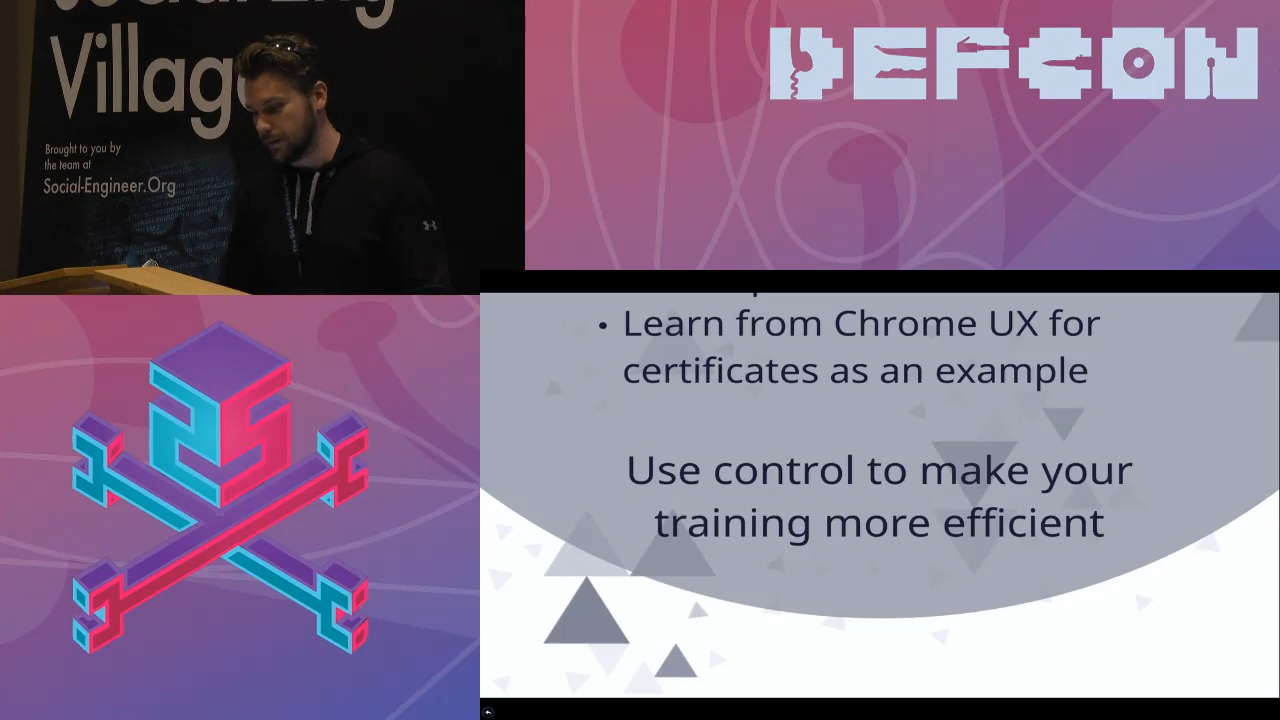 Village
Brought to you by
the team at
Social-Engineer.Org
DEFCON
• Learn from Chrome UX for
certificates as an example
Use control to make your
training more efficient